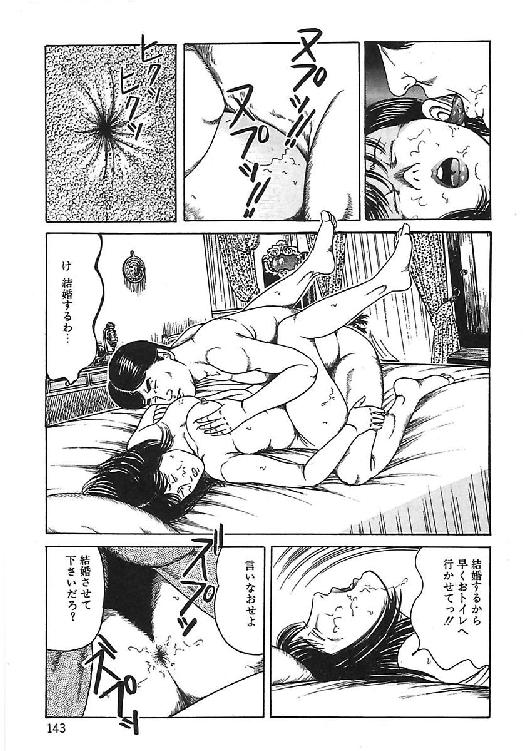 ヌプッ
ヌプッ
ヒクッ
ヒクッ
け 結婚するわ…
結婚するから
早くおトイレへ
行かせてっ!!
言いなおせよ
結婚させて
下さいだろ?
ズズッ
ズプッ
143